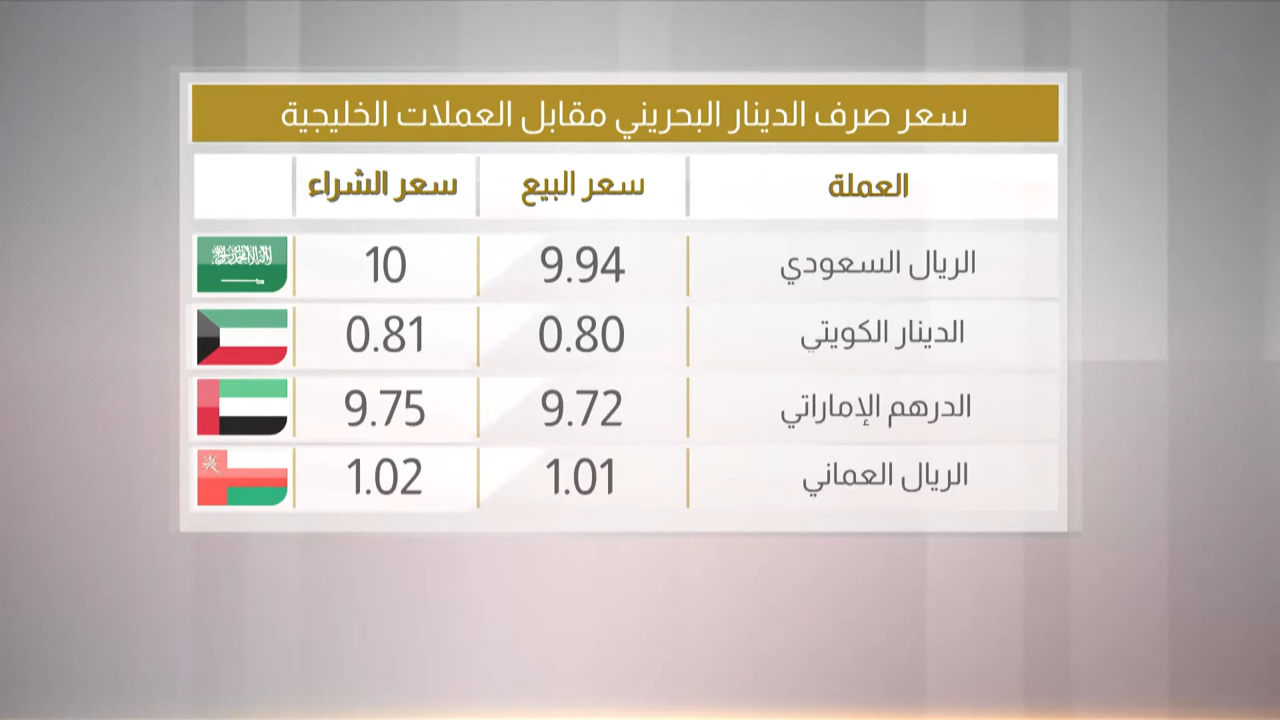 سعر صرف الدينار البحريني مقابل العملات الخليجية
العملة سعر البيع سعر الشراء
الريال السعودي 9.94 10
الدينار الكويتي 0.80 0.81
الدرهم الإماراتي 9.72 9.75
الريال العماني 1.01 1.02